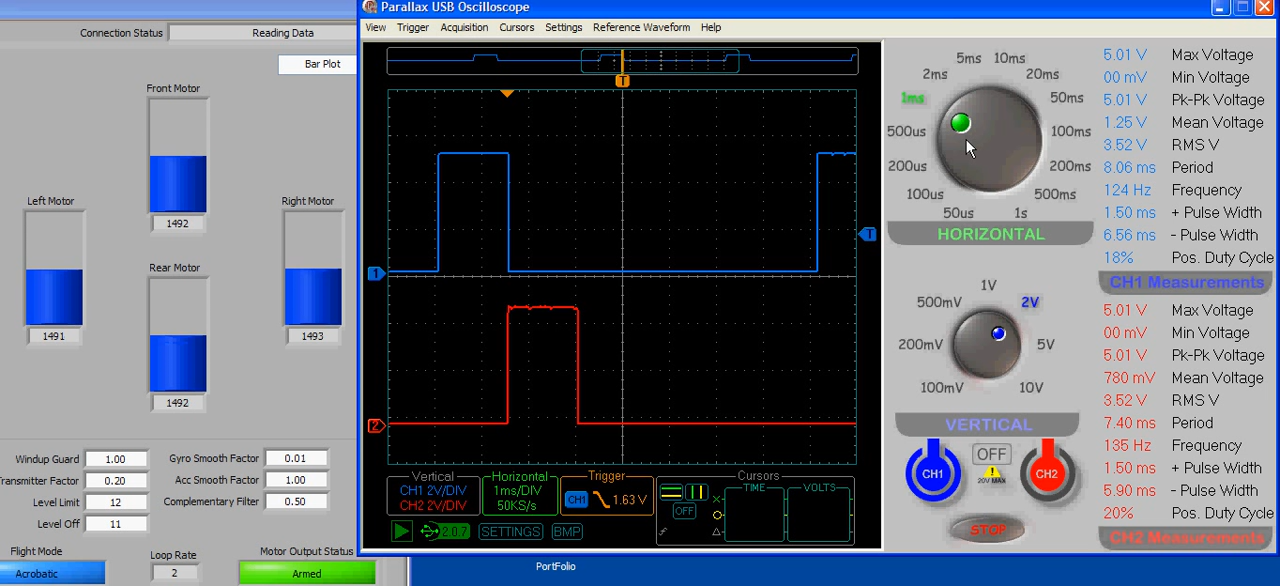 Connection Status
Reading Data
Bar Plot
Front Motor
1492
Left Motor
1491
Right Motor
1493
Rear Motor
1492
Windup Guard 1.00
Transmitter Factor 0.20
Level Limit 12
Level Off 11
Gyro Smooth Factor 0.01
Acc Smooth Factor 1.00
Complementary Filter 0.50
Flight Mode
Acrobatic
Loop Rate
2
Motor Output Status
Armed
Parallax USB Oscilloscope
View Trigger Acquisition Cursors Settings Reference Waveform Help
T
T
1
2
Vertical
CH1 2V/DIV
CH2 2V/DIV
Horizontal
1ms/DIV
50KS/s
Trigger
CH1 1.63 V
Cursors
TIME
VOLTS
OFF
2.0.7
SETTINGS
BMP
5ms 10ms
2ms 20ms
1ms 50ms
500us 100ms
200us 200ms
100us 500ms
50us 1s
HORIZONTAL
1V
500mV 2V
200mV 5V
100mV 10V
VERTICAL
CH1
OFF
20V MAX
CH2
STOP
5.01 V Max Voltage
00 mV Min Voltage
5.01 V Pk-Pk Voltage
1.25 V Mean Voltage
3.52 V RMS V
8.06 ms Period
124 Hz Frequency
1.50 ms + Pulse Width
6.56 ms - Pulse Width
18% Pos. Duty Cycle
CH1 Measurements
5.01 V Max Voltage
00 mV Min Voltage
5.01 V Pk-Pk Voltage
780 mV Mean Voltage
3.52 V RMS V
7.40 ms Period
135 Hz Frequency
1.50 ms + Pulse Width
5.90 ms - Pulse Width
20% Pos. Duty Cycle
CH2 Measurements
PortFolio